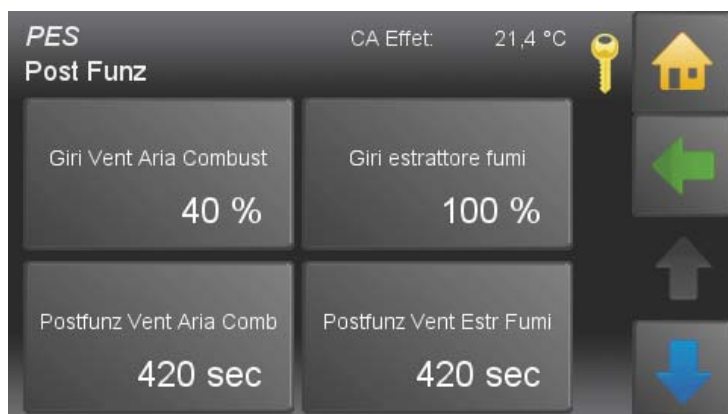 PES
CA Effet: 21,4 °C
Post Funz
Giri Vent Aria Combust
40 %
Giri estrattore fumi
100 %
Postfunz Vent Aria Comb
420 sec
Postfunz Vent Estr Fumi
420 sec